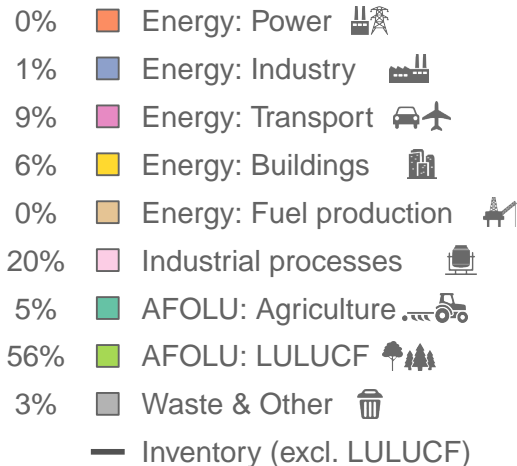 0% Energy: Power
1% Energy: Industry
9% Energy: Transport
6% Energy: Buildings
0% Energy: Fuel production
20% Industrial processes
5% AFOLU: Agriculture
56% AFOLU: LULUCF
3% Waste & Other
Inventory (excl. LULUCF)